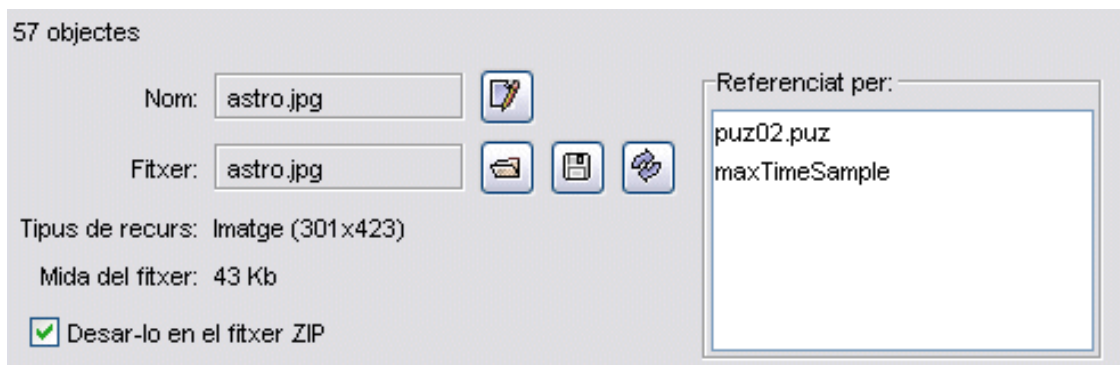 57 objectes
Nom: astro.jpg
Fitxer: astro.jpg
Tipus de recurs: Imatge (301x423)
Mida del fitxer: 43 Kb
Desar-lo en el fitxer ZIP
Referenciat per:
puz02.puz
maxTimeSample